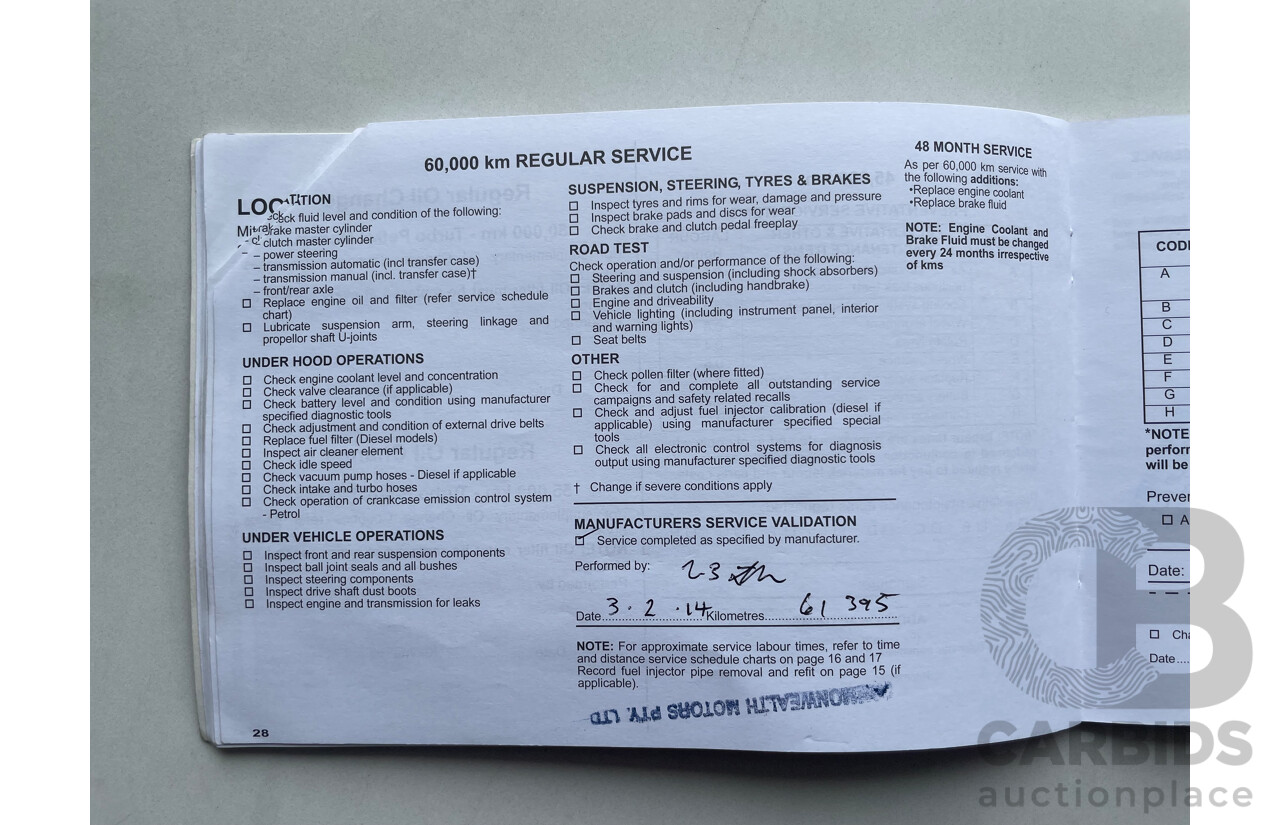 60,000 km REGULAR SERVICE
LOC
Mit
Check fluid level and condition of the following:
brake master cylinder
clutch master cylinder
– power steering
– transmission automatic (incl transfer case)
– transmission manual (incl. transfer case)†
– front/rear axle
☐ Replace engine oil and filter (refer service schedule
chart)
☐ Lubricate suspension arm, steering linkage and
propellor shaft U-joints
UNDER HOOD OPERATIONS
☐ Check engine coolant level and concentration
☐ Check valve clearance (if applicable)
☐ Check battery level and condition using manufacturer
specified diagnostic tools
☐ Check adjustment and condition of external drive belts
☐ Replace fuel filter (Diesel models)
☐ Inspect air cleaner element
☐ Check idle speed
☐ Check vacuum pump hoses - Diesel if applicable
☐ Check intake and turbo hoses
☐ Check operation of crankcase emission control system
- Petrol
UNDER VEHICLE OPERATIONS
☐ Inspect front and rear suspension components
☐ Inspect ball joint seals and all bushes
☐ Inspect steering components
☐ Inspect drive shaft dust boots
☐ Inspect engine and transmission for leaks
28
SUSPENSION, STEERING, TYRES & BRAKES
☐ Inspect tyres and rims for wear, damage and pressure
☐ Inspect brake pads and discs for wear
☐ Check brake and clutch pedal freeplay
ROAD TEST
Check operation and/or performance of the following:
☐ Steering and suspension (including shock absorbers)
☐ Brakes and clutch (including handbrake)
☐ Engine and driveability
☐ Vehicle lighting (including instrument panel, interior
and warning lights)
☐ Seat belts
OTHER
☐ Check pollen filter (where fitted)
☐ Check for and complete all outstanding service
campaigns and safety related recalls
☐ Check and adjust fuel injector calibration (diesel if
applicable) using manufacturer specified special
tools
☐ Check all electronic control systems for diagnosis
output using manufacturer specified diagnostic tools
† Change if severe conditions apply
MANUFACTURERS SERVICE VALIDATION
☑ Service completed as specified by manufacturer.
Performed by:
Date 3.2.14 Kilometres 61 395
NOTE: For approximate service labour times, refer to time
and distance service schedule charts on page 16 and 17
Record fuel injector pipe removal and refit on page 15 (if
applicable).
COMMONWEALTH MOTORS PTY. LTD
48 MONTH SERVICE
As per 60,000 km service with
the following additions:
•Replace engine coolant
•Replace brake fluid
NOTE: Engine Coolant and
Brake Fluid must be changed
every 24 months irrespective
of kms
CODE
A
B
C
D
E
F
G
H
*NOTE
perform
will be
Preven
☐ A
Date:
☐ Cha
Date....
CB
CARBIDS
auctionplace